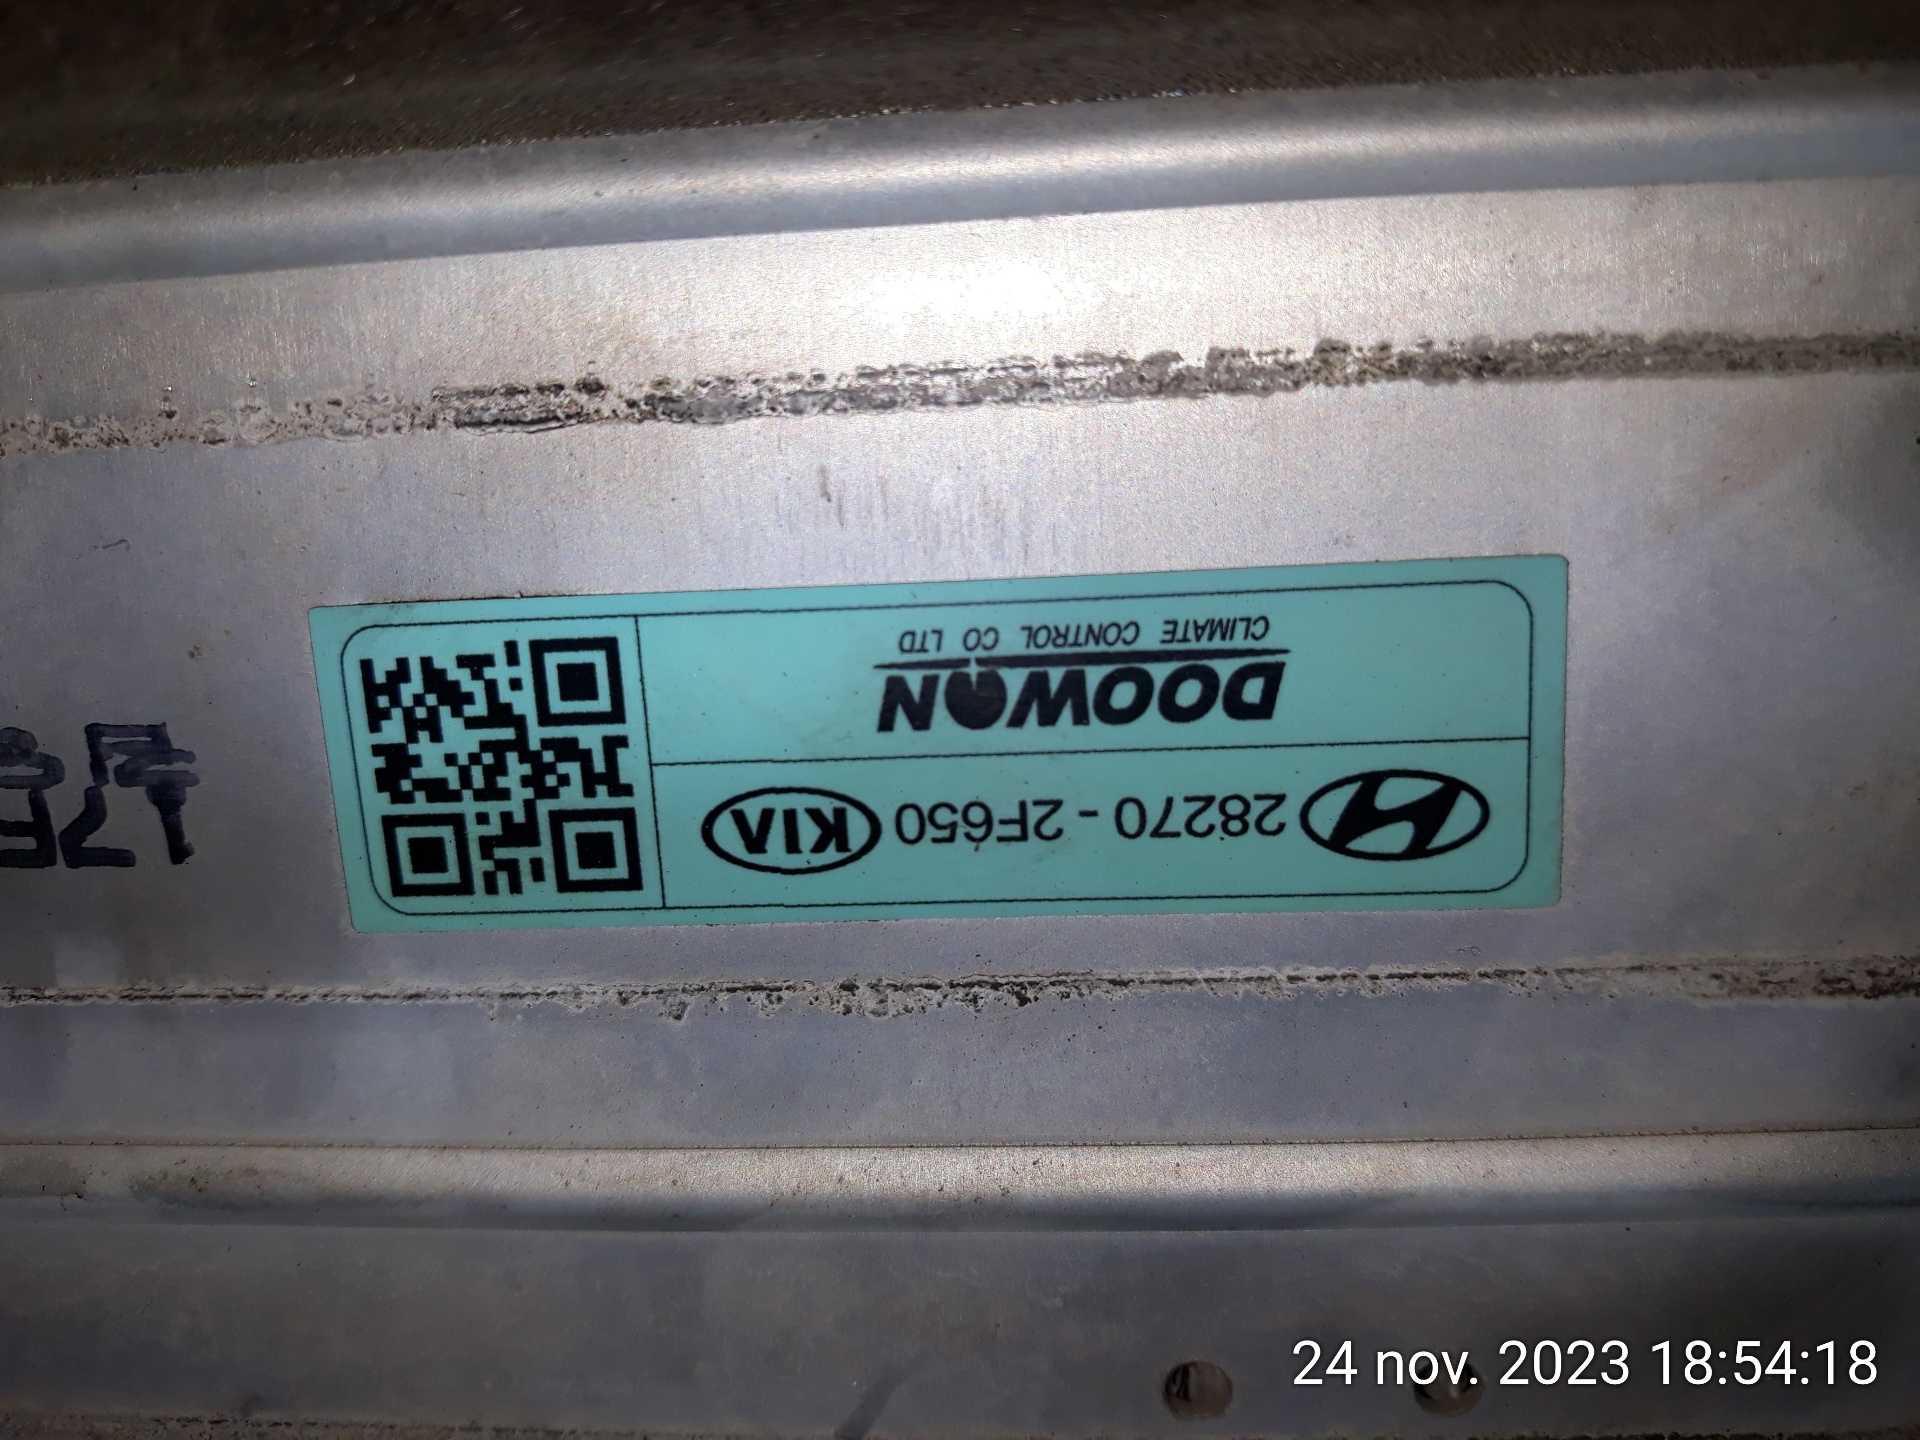 28270 - 2F650 KIA
DOOWON
CLIMATE CONTROL CO LTD
24 nov. 2023 18:54:18